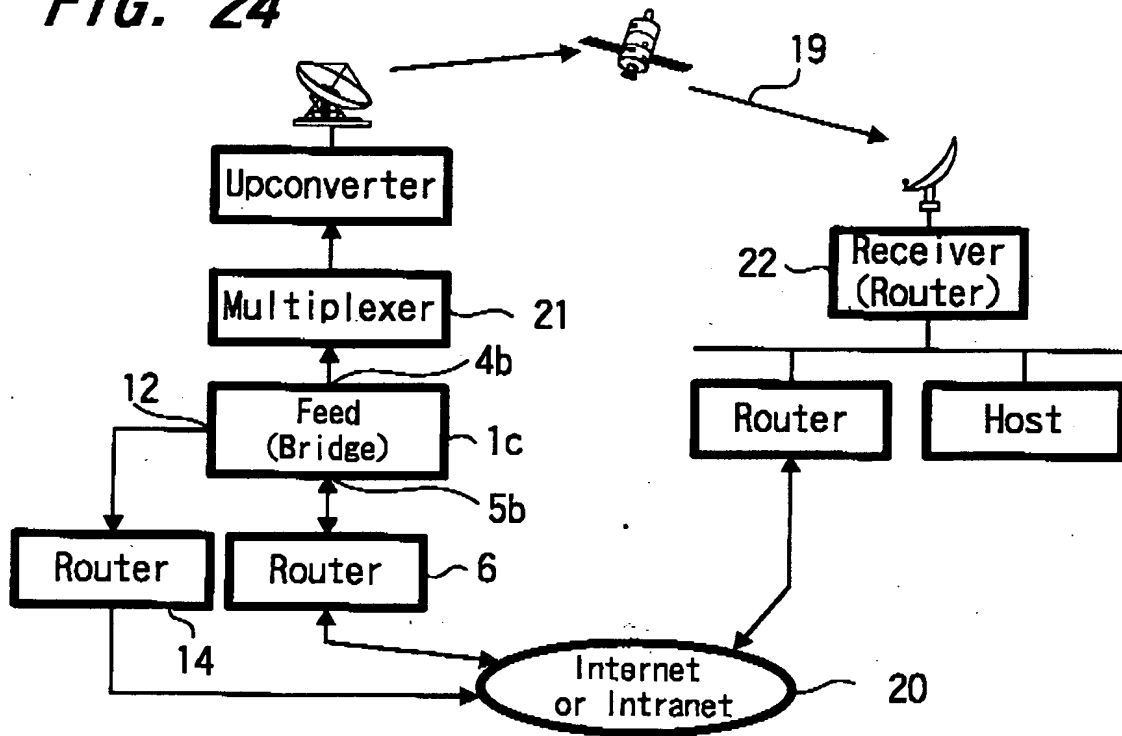 FIG. 24
19
Upconverter
22
Receiver
(Router)
Multiplexer
21
4b
12
Feed
(Bridge)
1c
Router
Host
5b
Router
Router
6
14
Internet
or Intranet
20